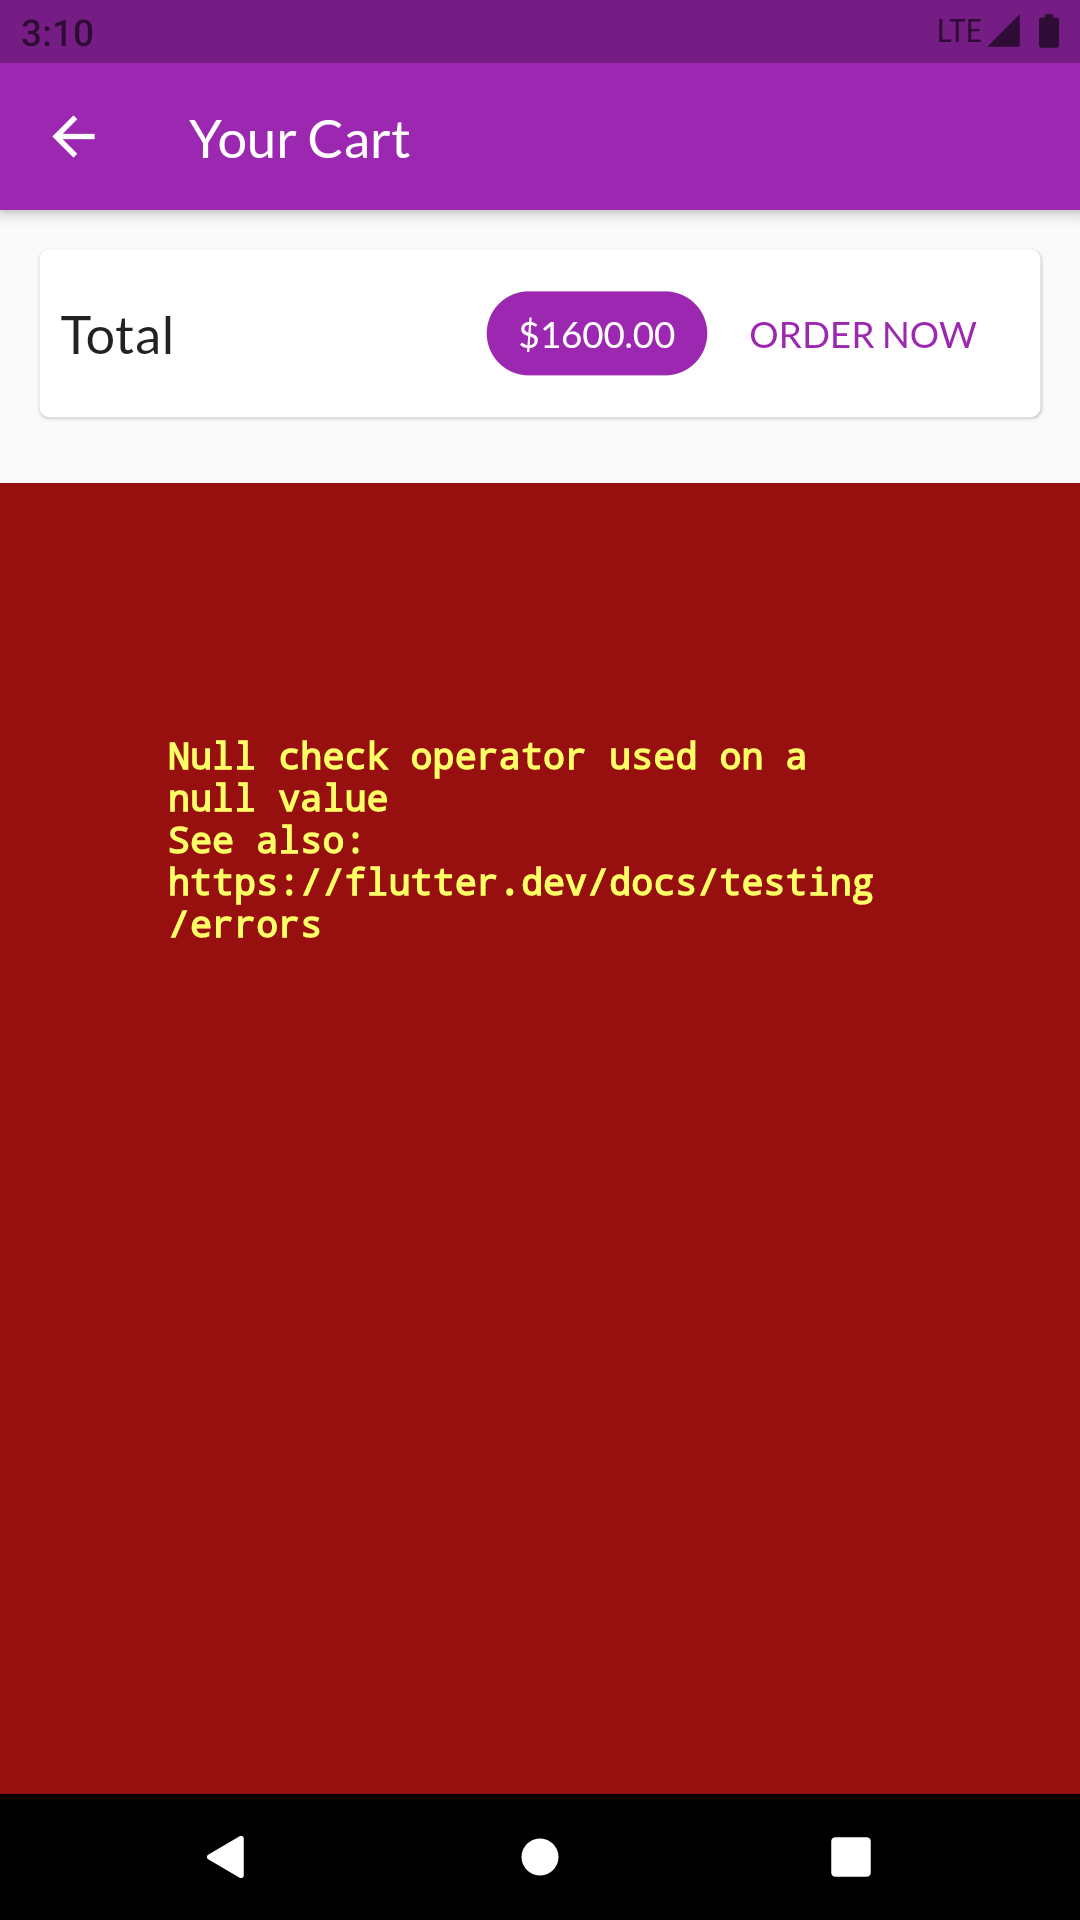 3:10
LTE
Your Cart
Total
$1600.00
ORDER NOW
Null check operator used on a
null value
See also:
https://flutter.dev/docs/testing
/errors